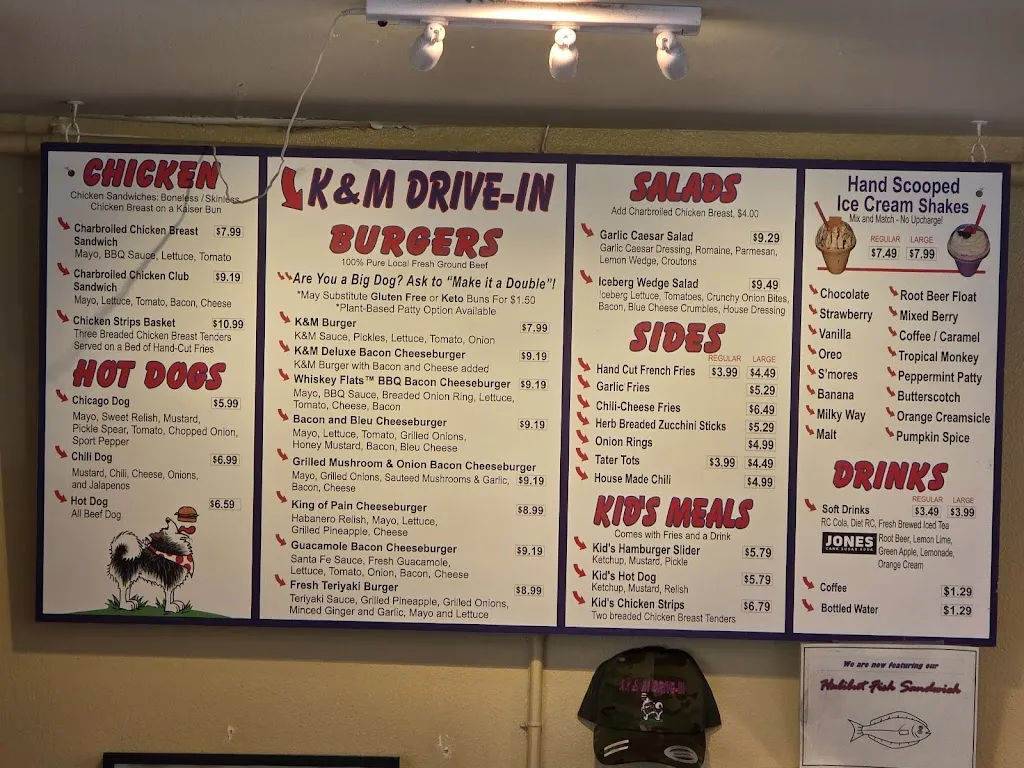 CHICKEN
Chicken Sandwiches: Boneless / Skinless
Chicken Breast on a Kaiser Bun
Charbroiled Chicken Breast $7.99
Sandwich
Mayo, BBQ Sauce, Lettuce, Tomato
Charbroiled Chicken Club $9.19
Sandwich
Mayo, Lettuce, Tomato, Bacon, Cheese
Chicken Strips Basket $10.99
Three Breaded Chicken Breast Tenders
Served on a Bed of Hand-Cut Fries
HOT DOGS
Chicago Dog $5.99
Mayo, Sweet Relish, Mustard,
Pickle Spear, Tomato, Chopped Onion,
Sport Pepper
Chili Dog $6.99
Mustard, Chili, Cheese, Onions,
and Jalapenos
Hot Dog $6.59
All Beef Dog
K&M DRIVE-IN
BURGERS
100% Pure Local Fresh Ground Beef
Are You a Big Dog? Ask to "Make it a Double"!
*May Substitute Gluten Free or Keto Buns For $1.50
*Plant-Based Patty Option Available
K&M Burger $7.99
K&M Sauce, Pickles, Lettuce, Tomato, Onion
K&M Deluxe Bacon Cheeseburger $9.19
K&M Burger with Bacon and Cheese added
Whiskey Flats™ BBQ Bacon Cheeseburger $9.19
Mayo, BBQ Sauce, Breaded Onion Ring, Lettuce,
Tomato, Cheese, Bacon
Bacon and Bleu Cheeseburger $9.19
Mayo, Lettuce, Tomato, Grilled Onions,
Honey Mustard, Bacon, Bleu Cheese
Grilled Mushroom & Onion Bacon Cheeseburger
Mayo, Grilled Onions, Sauteed Mushrooms & Garlic, $9.19
Bacon, Cheese
King of Pain Cheeseburger $8.99
Habanero Relish, Mayo, Lettuce,
Grilled Pineapple, Cheese
Guacamole Bacon Cheeseburger $9.19
Santa Fe Sauce, Fresh Guacamole,
Lettuce, Tomato, Onion, Bacon, Cheese
Fresh Teriyaki Burger $8.99
Teriyaki Sauce, Grilled Pineapple, Grilled Onions,
Minced Ginger and Garlic, Mayo and Lettuce
SALADS
Add Charbroiled Chicken Breast, $4.00
Garlic Caesar Salad $9.29
Garlic Caesar Dressing, Romaine, Parmesan,
Lemon Wedge, Croutons
Iceberg Wedge Salad $9.49
Iceberg Lettuce, Tomatoes, Crunchy Onion Bites,
Bacon, Blue Cheese Crumbles, House Dressing
SIDES
REGULAR LARGE
Hand Cut French Fries $3.99 $4.49
Garlic Fries $5.29
Chili-Cheese Fries $6.49
Herb Breaded Zucchini Sticks $5.29
Onion Rings $4.99
Tater Tots $3.99 $4.49
House Made Chili $4.99
KID'S MEALS
Comes with Fries and a Drink
Kid's Hamburger Slider $5.79
Ketchup, Mustard, Pickle
Kid's Hot Dog $5.79
Ketchup, Mustard, Relish
Kid's Chicken Strips $6.79
Two breaded Chicken Breast Tenders
Hand Scooped
Ice Cream Shakes
Mix and Match - No Upcharge!
REGULAR LARGE
$7.49 $7.99
Chocolate
Strawberry
Vanilla
Oreo
S'mores
Banana
Milky Way
Malt
Root Beer Float
Mixed Berry
Coffee / Caramel
Tropical Monkey
Peppermint Patty
Butterscotch
Orange Creamsicle
Pumpkin Spice
DRINKS
REGULAR LARGE
Soft Drinks $3.49 $3.99
RC Cola, Diet RC, Fresh Brewed Iced Tea
JONES
CANE SUGAR SODA
Root Beer, Lemon Lime,
Green Apple, Lemonade,
Orange Cream
Coffee $1.29
Bottled Water $1.29
K & M DRIVE-IN
We are now featuring our
Halibut Fish Sandwich